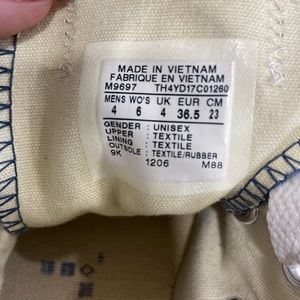 MADE IN VIETNAM
FABRIQUE EN VIETNAM
M9697 TH4YD17C01260
MENS WO'S UK EUR CM
4 6 4 36.5 23
GENDER : UNISEX
UPPER : TEXTILE
LINING : TEXTILE
OUTSOLE : TEXTILE/RUBBER
9K 1206 M88